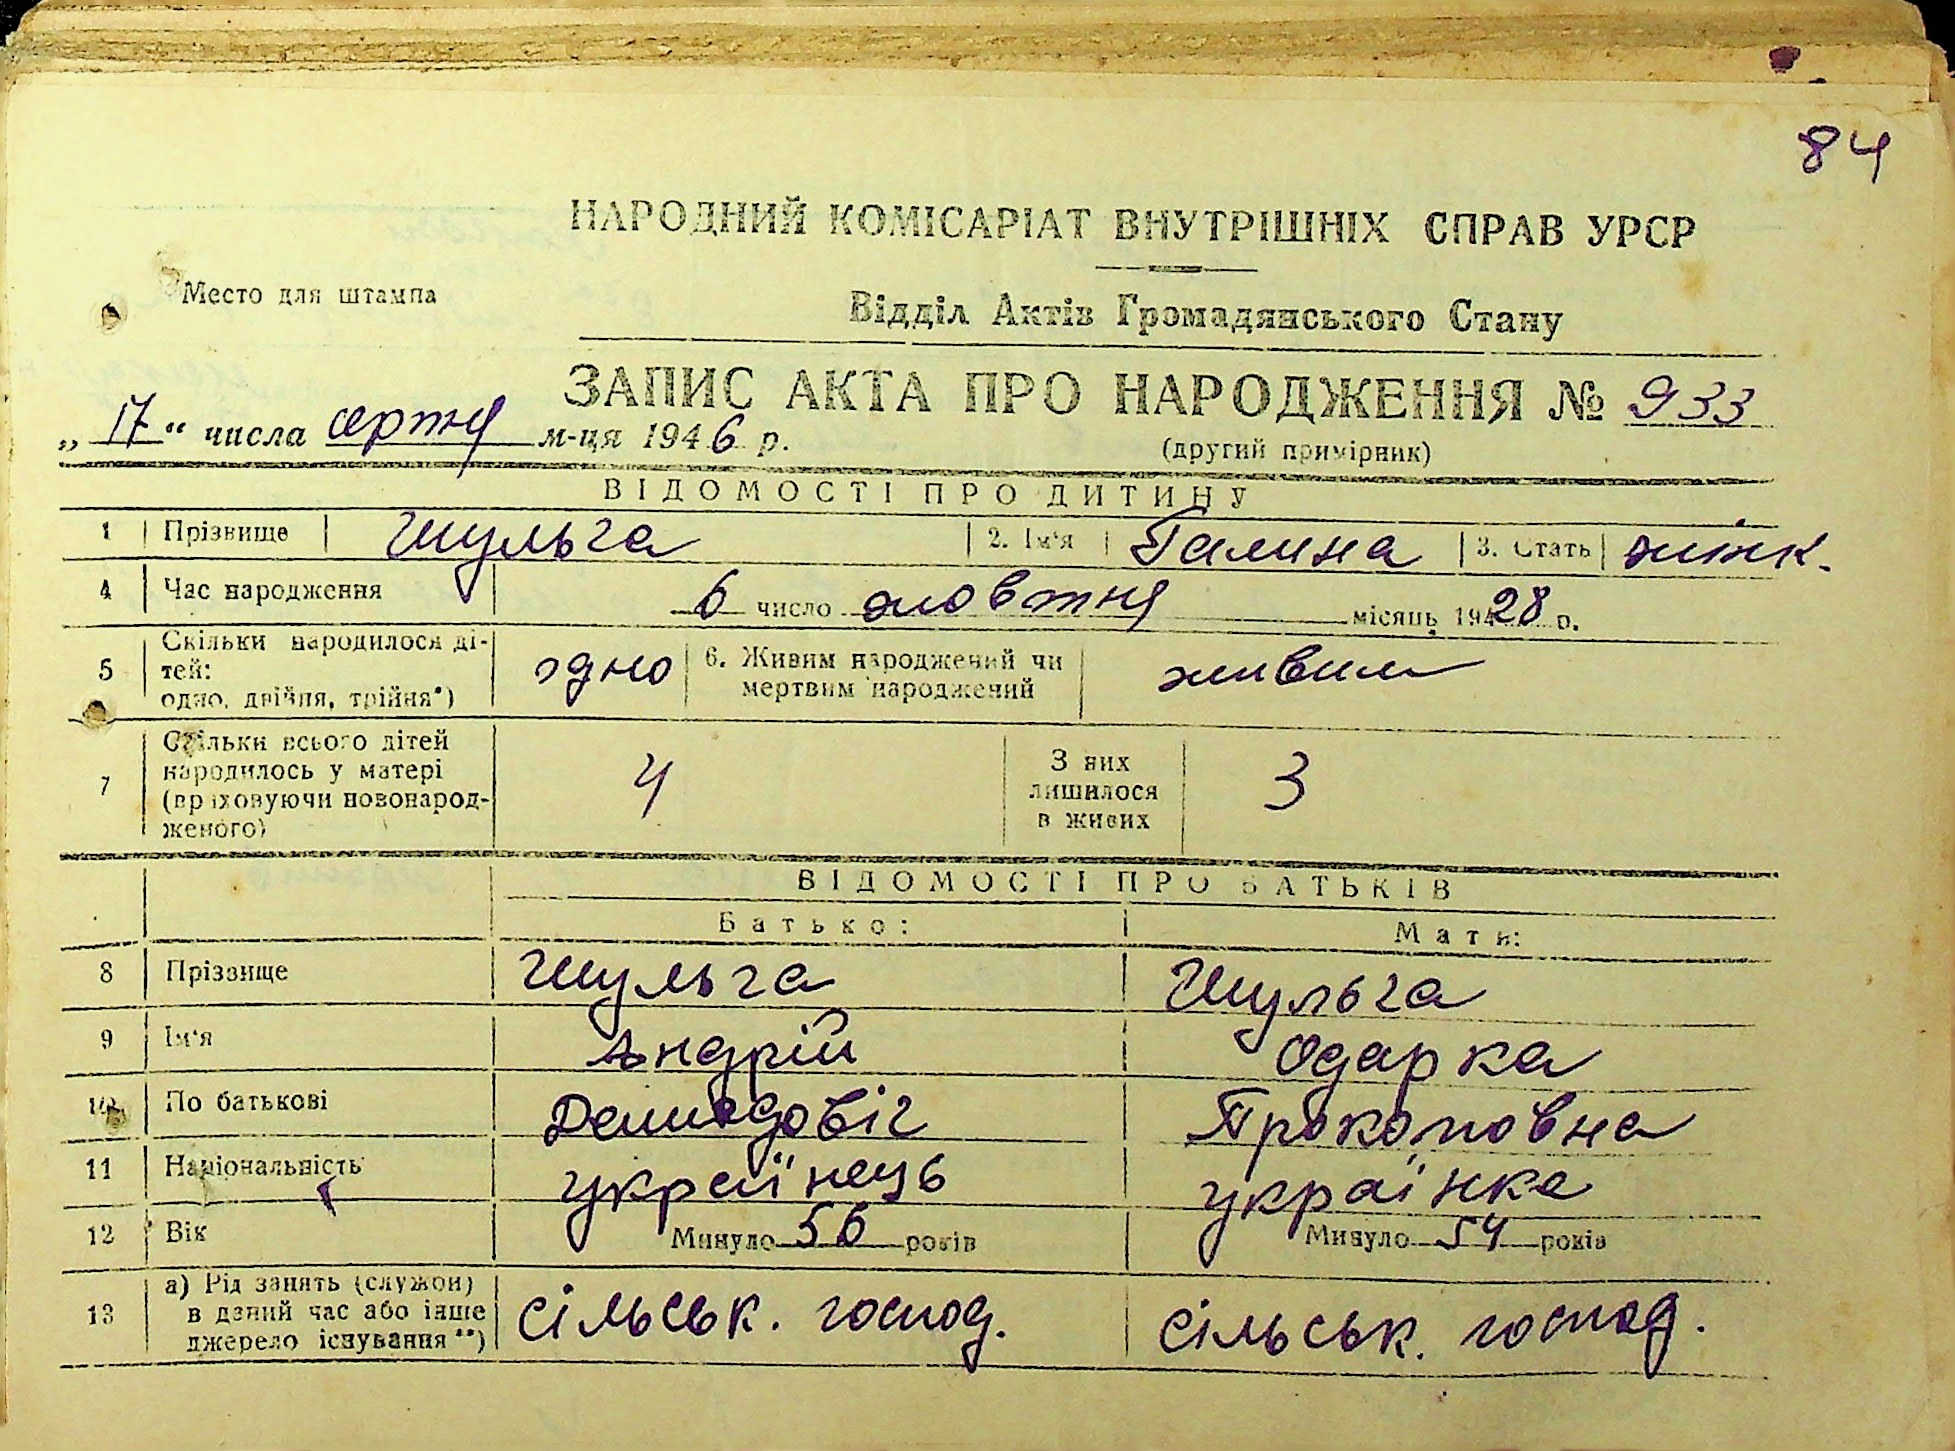 84
НАРОДНИЙ КОМІСАРІАТ ВНУТРІШНІХ СПРАВ УРСР
Место для штампа
Відділ Актів Громадянського Стану
ЗАПИС АКТА ПРО НАРОДЖЕННЯ № 933
„ 17 “ числа серпня м-ця 1946 р.
(другий примірник)
ВІДОМОСТІ ПРО ДИТИНУ
1 Прізвище Шульга 2. Ім'я Галина 3. Стать жінк.
4 Час народження 6 число жовтня місяць 19428 р.
5 Скільки народилося ді-
тей:
одно, двійня, трійня*) одно 6. Живим народжений чи
мертвим народжений живим
7 Скільки всього дітей
народилось у матері
(враховуючи новонарод-
женого) 4 З них
лишилося
в живих 3
ВІДОМОСТІ ПРО БАТЬКІВ
Батько: Мати:
8 Прізвище Шульга Шульга
9 Ім'я Андрій Одарка
10 По батькові Демидовіч Прокоповна
11 Національність українець українка
12 Вік Минуло 56 років Минуло 54 років
13 а) Рід занять (служби)
в даний час або інше
джерело існування**) сільськ. господ. сільськ. господ.